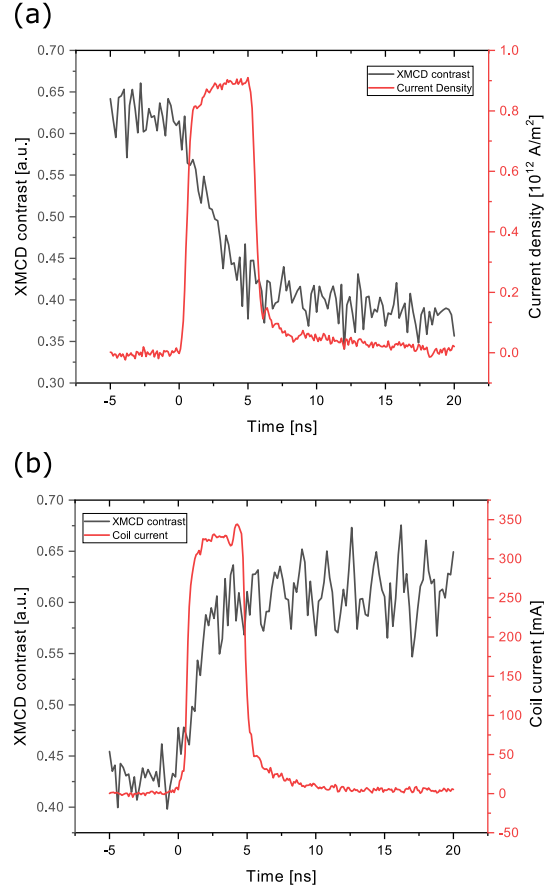 (a)
0.70
0.65
0.60
0.55
0.50
0.45
0.40
0.35
0.30
XMCD contrast [a.u.]
XMCD contrast
Current Density
1.0
0.8
0.6
0.4
0.2
0.0
Current density [10¹² A/m²]
-5 0 5 10 15 20
Time [ns]
(b)
0.70
0.65
0.60
0.55
0.50
0.45
0.40
XMCD contrast [a.u.]
XMCD contrast
Coil current
350
300
250
200
150
100
50
0
-50
Coil current [mA]
-5 0 5 10 15 20
Time [ns]